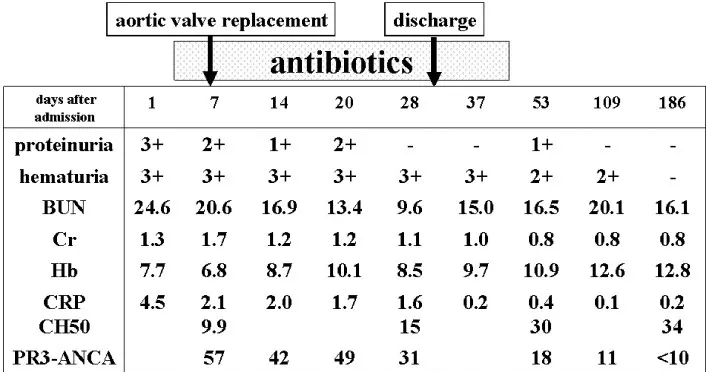 aortic valve replacement discharge
antibiotics
days after admission 1 7 14 20 28 37 53 109 186
proteinuria 3+ 2+ 1+ 2+ - - 1+ - -
hematuria 3+ 3+ 3+ 3+ 3+ 3+ 2+ 2+ -
BUN 24.6 20.6 16.9 13.4 9.6 15.0 16.5 20.1 16.1
Cr 1.3 1.7 1.2 1.2 1.1 1.0 0.8 0.8 0.8
Hb 7.7 6.8 8.7 10.1 8.5 9.7 10.9 12.6 12.8
CRP 4.5 2.1 2.0 1.7 1.6 0.2 0.4 0.1 0.2
CH50 9.9 15 30 34
PR3-ANCA 57 42 49 31 18 11 <10